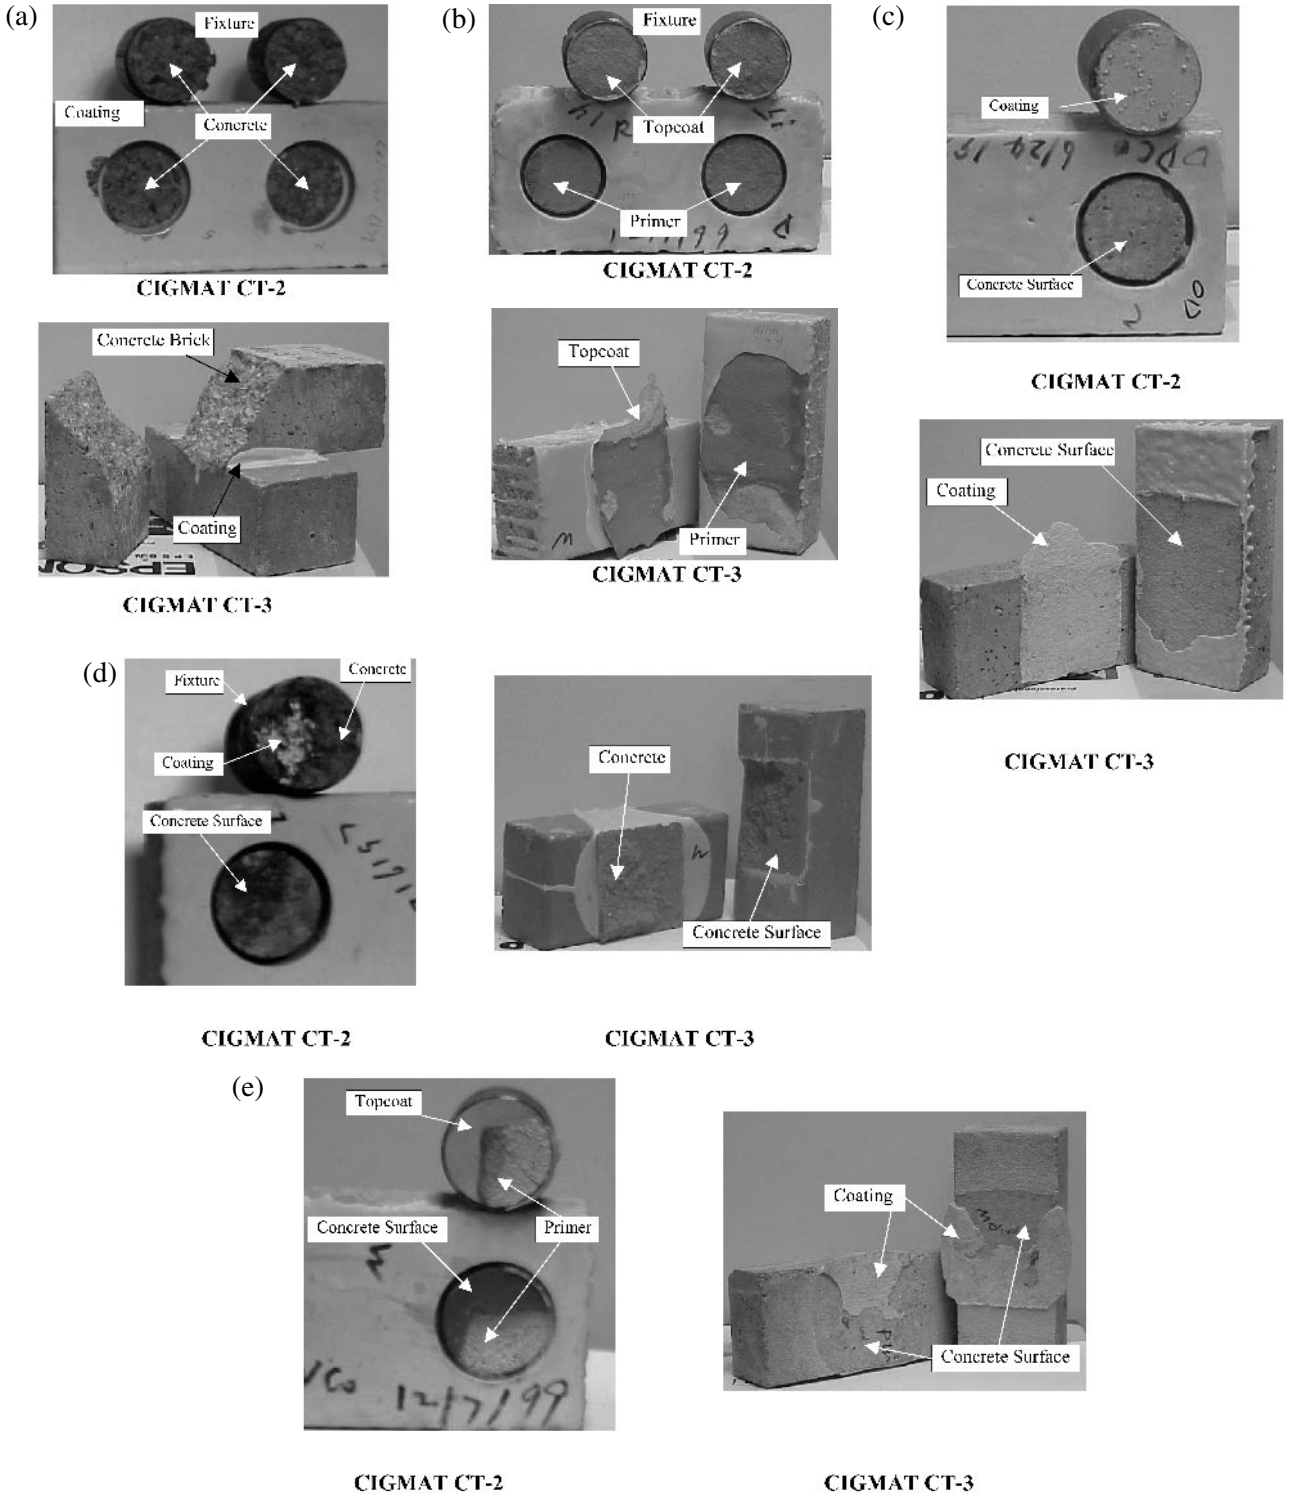 (a)
Fixture
Coating
Concrete
CIGMAT CT-2
Concrete Brick
Coating
EPSON
CIGMAT CT-3
(b)
Fixture
Topcoat
Primer
CIGMAT CT-2
Topcoat
Primer
CIGMAT CT-3
(c)
Coating
Concrete Surface
CIGMAT CT-2
Concrete Surface
Coating
CIGMAT CT-3
(d)
Concrete
Fixture
Coating
Concrete Surface
CIGMAT CT-2
Concrete
Concrete Surface
CIGMAT CT-3
(e)
Topcoat
Concrete Surface
Primer
12/7/99
CIGMAT CT-2
Coating
Concrete Surface
CIGMAT CT-3